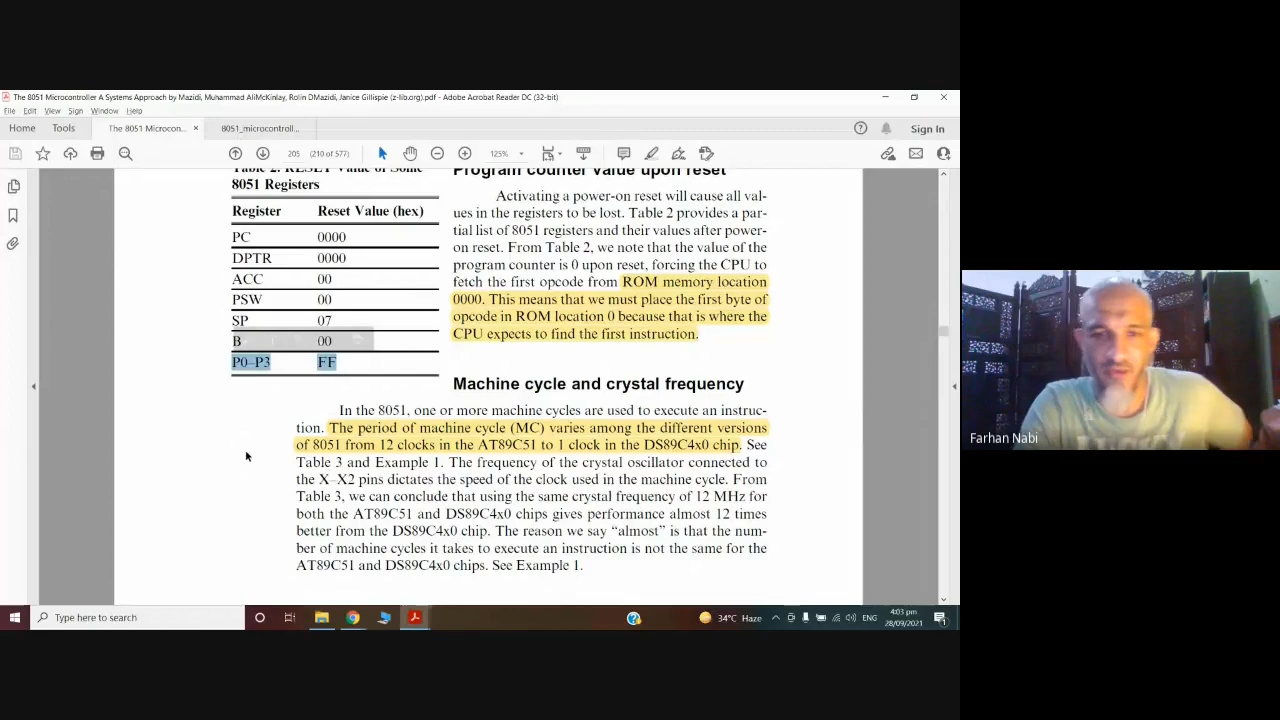 The 8051 Microcontroller A Systems Approach by Mazidi, Muhammad AliMcKinlay, Rolin DMazidi, Janice Gillispie (z-lib.org).pdf - Adobe Acrobat Reader DC (32-bit)
File Edit View Sign Window Help
Home Tools The 8051 Microcon... × 8051_microcontroll... Sign In
205 (210 of 577) 125%
Table 2. RESET Value of Some
8051 Registers
Register Reset Value (hex)
PC 0000
DPTR 0000
ACC 00
PSW 00
SP 07
B 00
P0–P3 FF
Program counter value upon reset
Activating a power-on reset will cause all val-
ues in the registers to be lost. Table 2 provides a par-
tial list of 8051 registers and their values after power-
on reset. From Table 2, we note that the value of the
program counter is 0 upon reset, forcing the CPU to
fetch the first opcode from ROM memory location
0000. This means that we must place the first byte of
opcode in ROM location 0 because that is where the
CPU expects to find the first instruction.
Machine cycle and crystal frequency
In the 8051, one or more machine cycles are used to execute an instruc-
tion. The period of machine cycle (MC) varies among the different versions
of 8051 from 12 clocks in the AT89C51 to 1 clock in the DS89C4x0 chip. See
Table 3 and Example 1. The frequency of the crystal oscillator connected to
the X–X2 pins dictates the speed of the clock used in the machine cycle. From
Table 3, we can conclude that using the same crystal frequency of 12 MHz for
both the AT89C51 and DS89C4x0 chips gives performance almost 12 times
better from the DS89C4x0 chip. The reason we say “almost” is that the num-
ber of machine cycles it takes to execute an instruction is not the same for the
AT89C51 and DS89C4x0 chips. See Example 1.
Farhan Nabi
Type here to search
34°C Haze
ENG
4:03 pm
28/09/2021